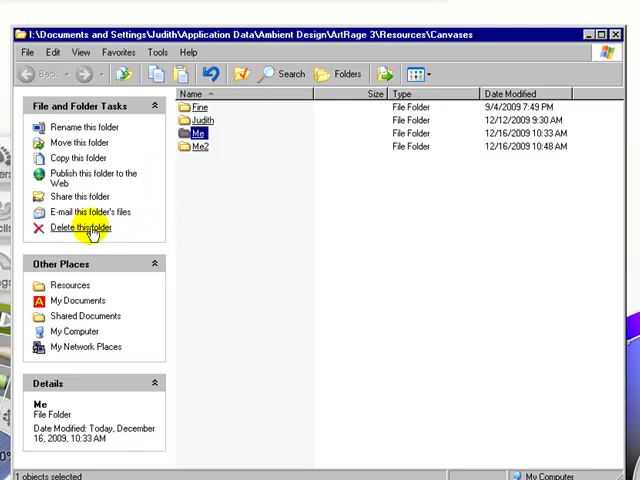 I:\Documents and Settings\Judith\Application Data\Ambient Design\ArtRage 3\Resources\Canvases
File Edit View Favorites Tools Help
Back Search Folders
Name Size Type Date Modified
Fine File Folder 9/4/2009 7:49 PM
Judith File Folder 12/12/2009 9:30 AM
Me File Folder 12/16/2009 10:33 AM
Me2 File Folder 12/16/2009 10:48 AM
File and Folder Tasks
Rename this folder
Move this folder
Copy this folder
Publish this folder to the
Web
Share this folder
E-mail this folder's files
Delete this folder
Other Places
Resources
My Documents
Shared Documents
My Computer
My Network Places
Details
Me
File Folder
Date Modified: Today, December
16, 2009, 10:33 AM
1 objects selected
My Computer